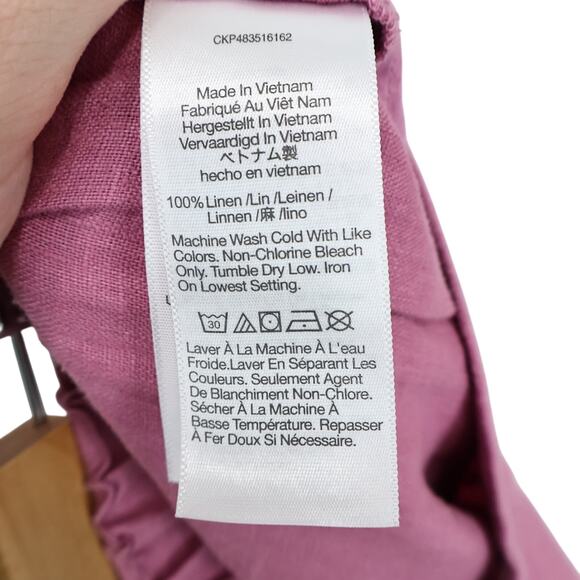 CKP483516162
Made In Vietnam
Fabriqué Au Viêt Nam
Hergestellt In Vietnam
Vervaardigd In Vietnam
ベトナム製
hecho en vietnam
100% Linen /Lin /Leinen /
Linnen /麻 /lino
Machine Wash Cold With Like
Colors. Non-Chlorine Bleach
Only. Tumble Dry Low. Iron
On Lowest Setting.
30
Laver À La Machine À L'eau
Froide.Laver En Séparant Les
Couleurs. Seulement Agent
De Blanchiment Non-Chlore.
Sécher À La Machine À
Basse Température. Repasser
À Fer Doux Si Nécessaire.